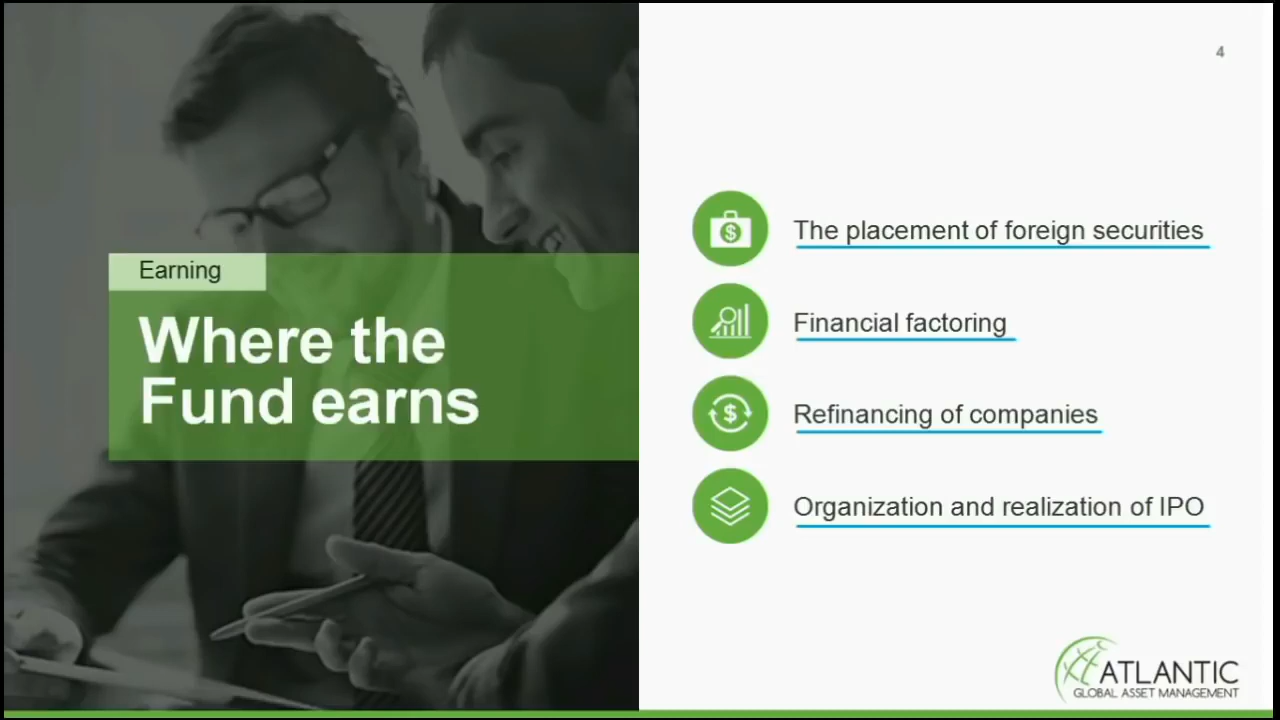 4
Earning
Where the
Fund earns
The placement of foreign securities
Financial factoring
Refinancing of companies
Organization and realization of IPO
ATLANTIC
GLOBAL ASSET MANAGEMENT